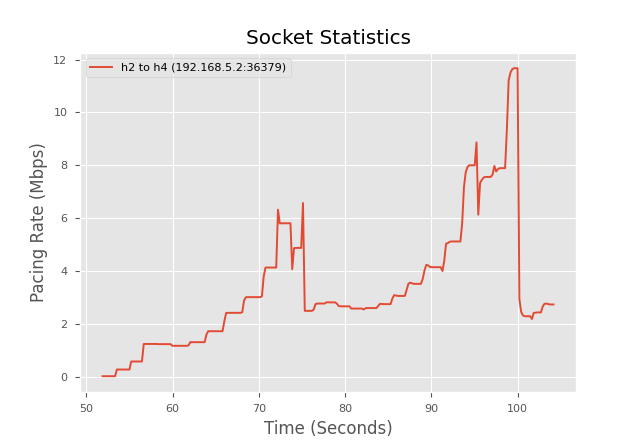 Socket Statistics
h2 to h4 (192.168.5.2:36379)
Pacing Rate (Mbps)
12
10
8
6
4
2
0
50 60 70 80 90 100
Time (Seconds)